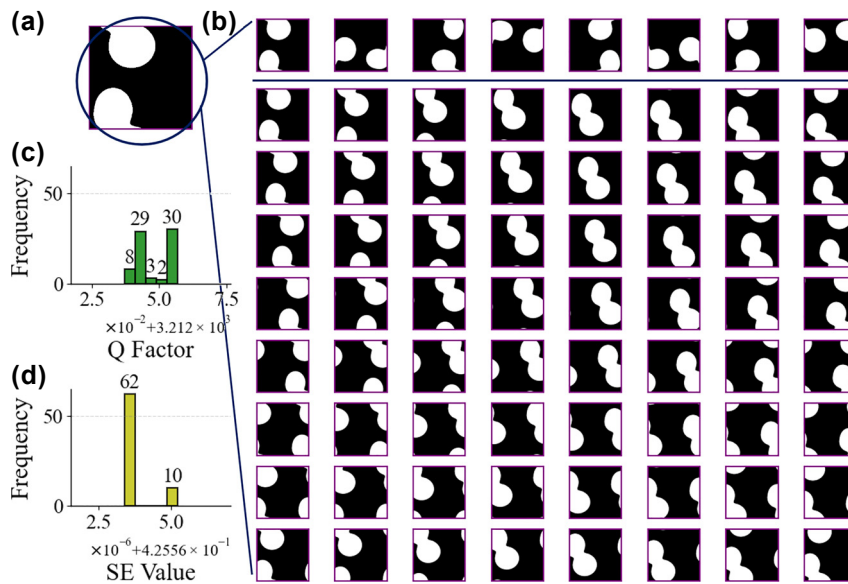 (a)
(b)
(c)
Frequency
50
0
8
29
3
2
30
2.5
5.0
7.5
×10⁻²+3.212 × 10³
Q Factor
(d)
Frequency
50
0
62
10
2.5
5.0
×10⁻⁶+4.2556 × 10⁻¹
SE Value